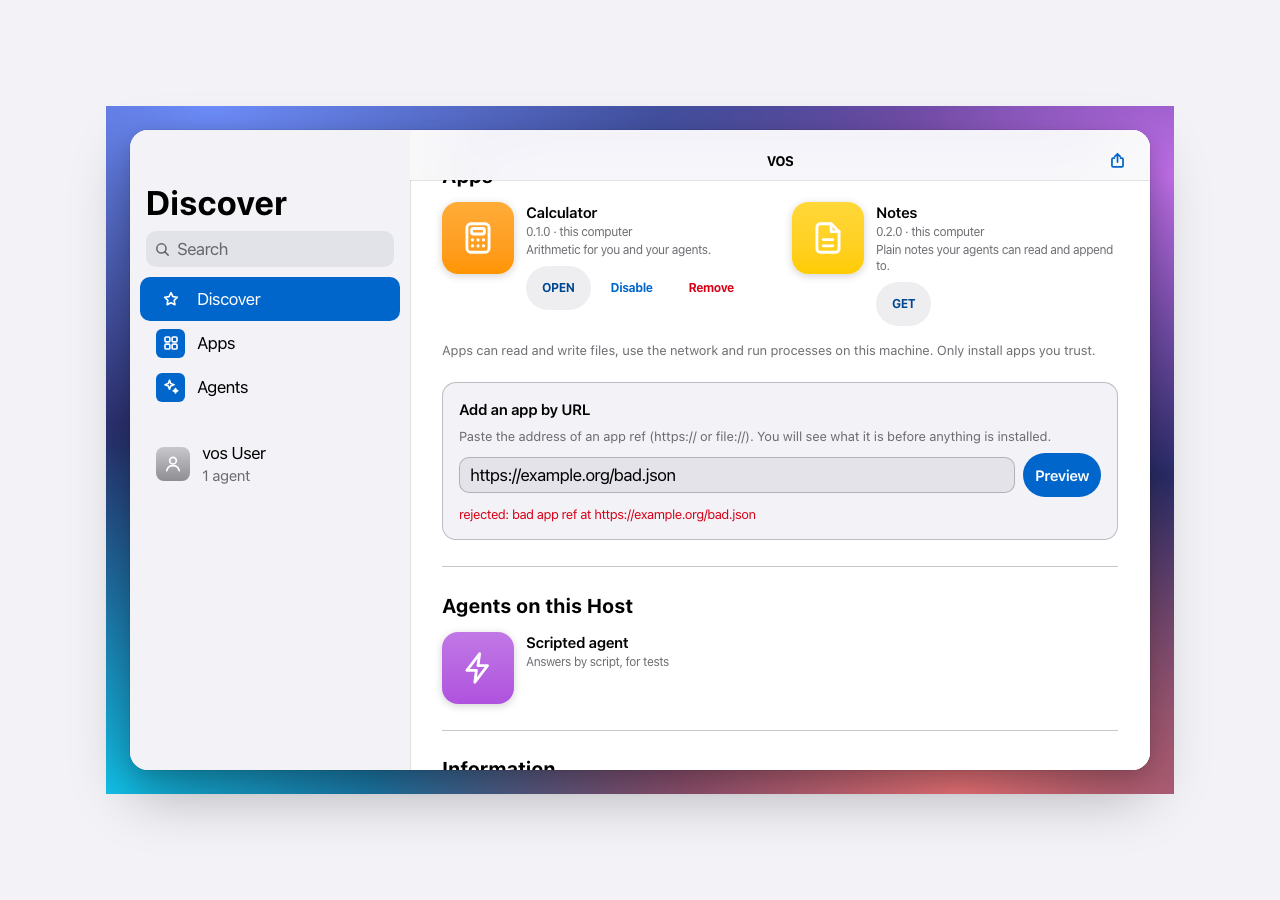 Discover
Search
Discover
Apps
Agents
vos User
1 agent
VOS
Apps
Calculator
0.1.0 · this computer
Arithmetic for you and your agents.
OPEN
Disable
Remove
Notes
0.2.0 · this computer
Plain notes your agents can read and append
to.
GET
Apps can read and write files, use the network and run processes on this machine. Only install apps you trust.
Add an app by URL
Paste the address of an app ref (https:// or file://). You will see what it is before anything is installed.
https://example.org/bad.json
Preview
rejected: bad app ref at https://example.org/bad.json
Agents on this Host
Scripted agent
Answers by script, for tests
Information